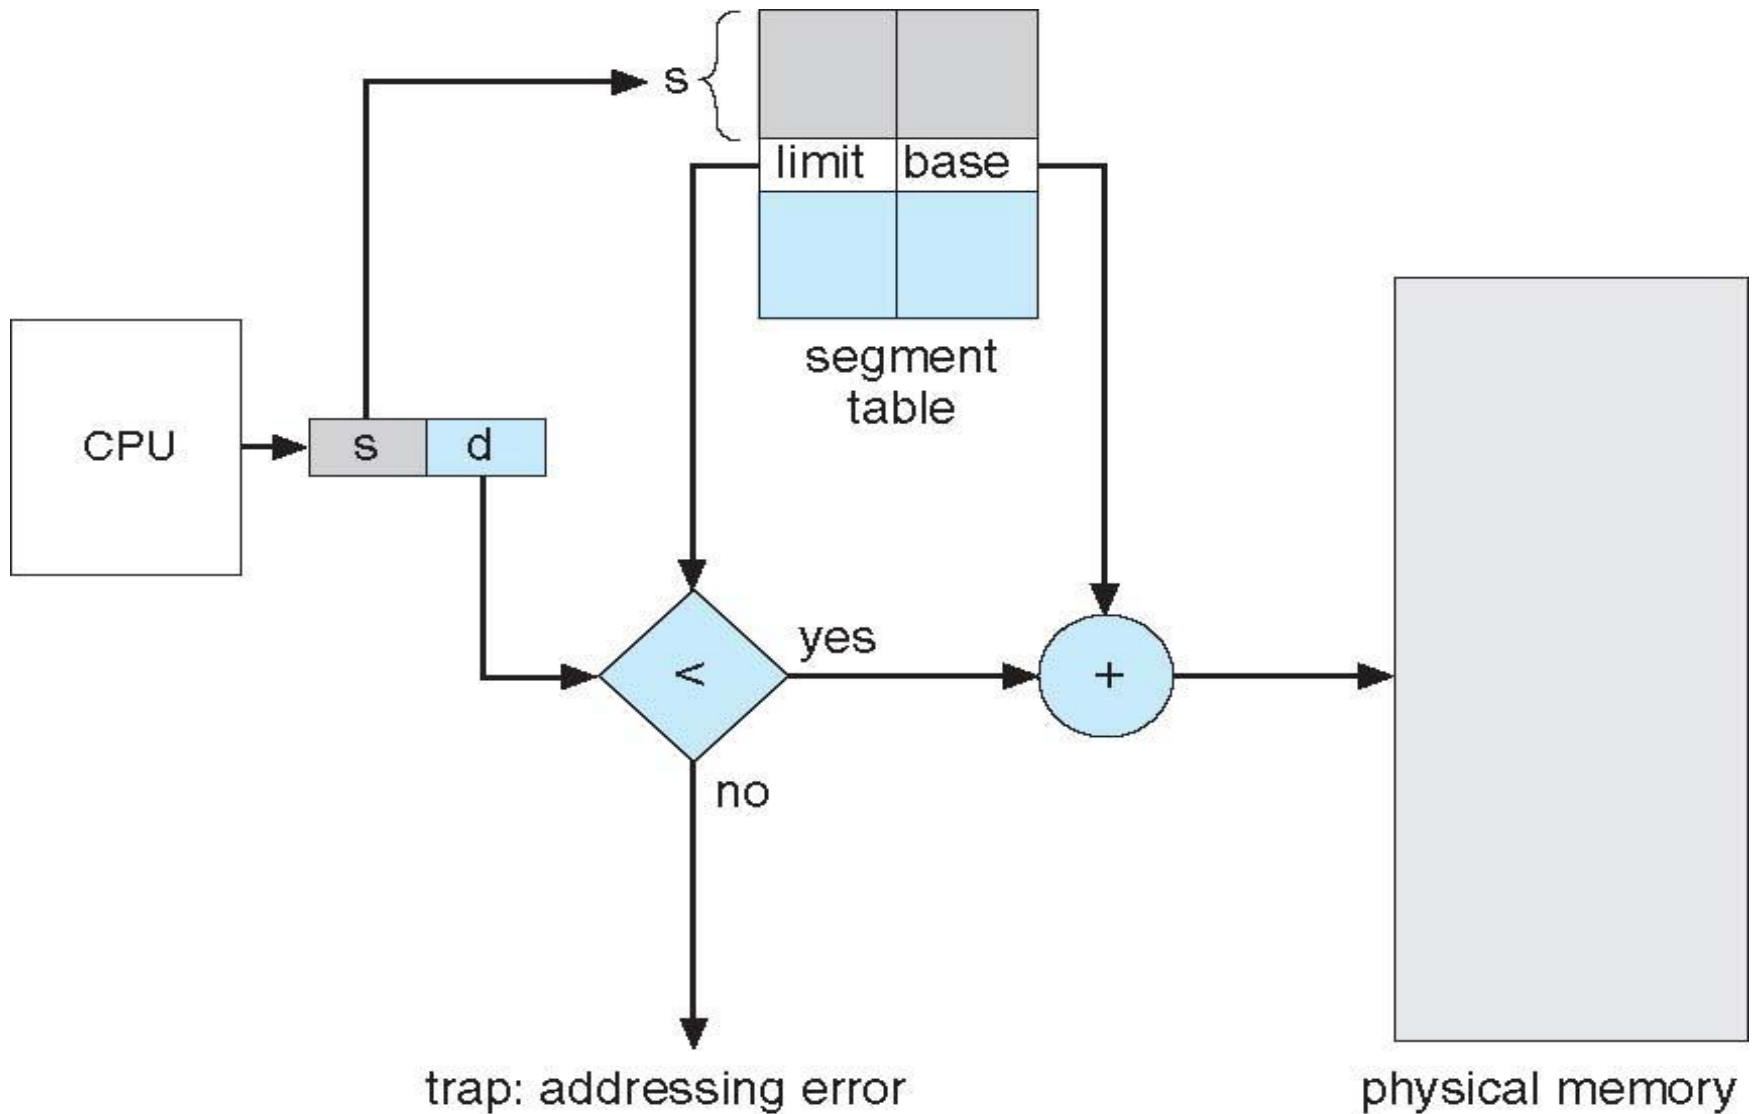 s
limit base
segment
table
CPU
s d
yes
<
+
no
trap: addressing error
physical memory